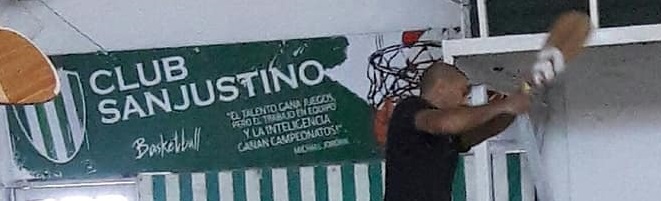 CLUB
SANJUSTINO
Basketball
"EL TALENTO GANA JUEGOS,
PERO EL TRABAJO EN EQUIPO
Y LA INTELIGENCIA
GANAN CAMPEONATOS!"
MICHAEL JORDAN